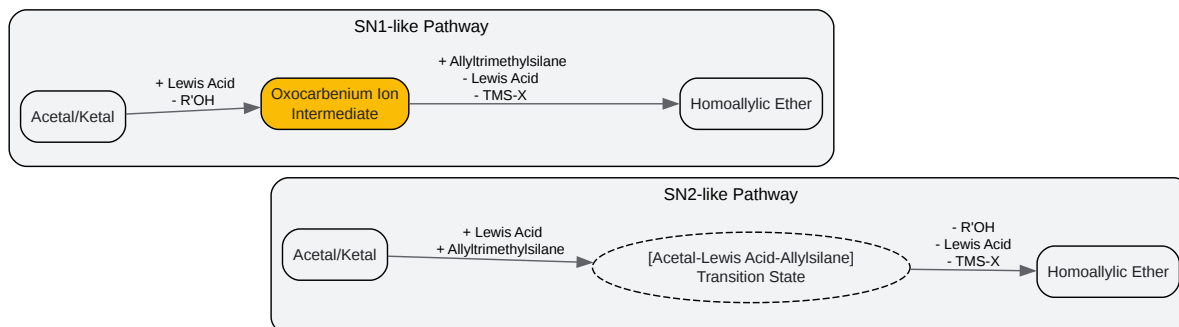 SN1-like Pathway
Acetal/Ketal
+ Lewis Acid
- R'OH
Oxocarbenium Ion
Intermediate
+ Allyltrimethylsilane
- Lewis Acid
- TMS-X
Homoallylic Ether
SN2-like Pathway
Acetal/Ketal
+ Lewis Acid
+ Allyltrimethylsilane
[Acetal-Lewis Acid-Allylsilane]
Transition State
- R'OH
- Lewis Acid
- TMS-X
Homoallylic Ether